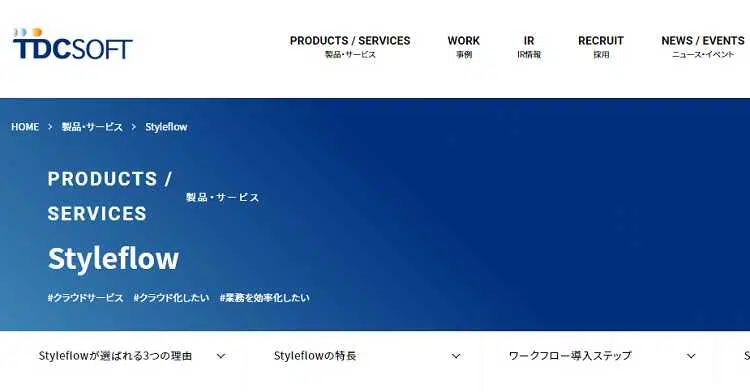 TDCSOFT
PRODUCTS / SERVICES WORK IR RECRUIT NEWS / EVENTS
製品・サービス 事例 IR情報 採用 ニュース・イベント
HOME > 製品・サービス > Styleflow
PRODUCTS /
SERVICES
製品・サービス
Styleflow
#クラウドサービス #クラウド化したい #業務を効率化したい
Styleflowが選ばれる3つの理由 Styleflowの特長 ワークフロー導入ステップ S